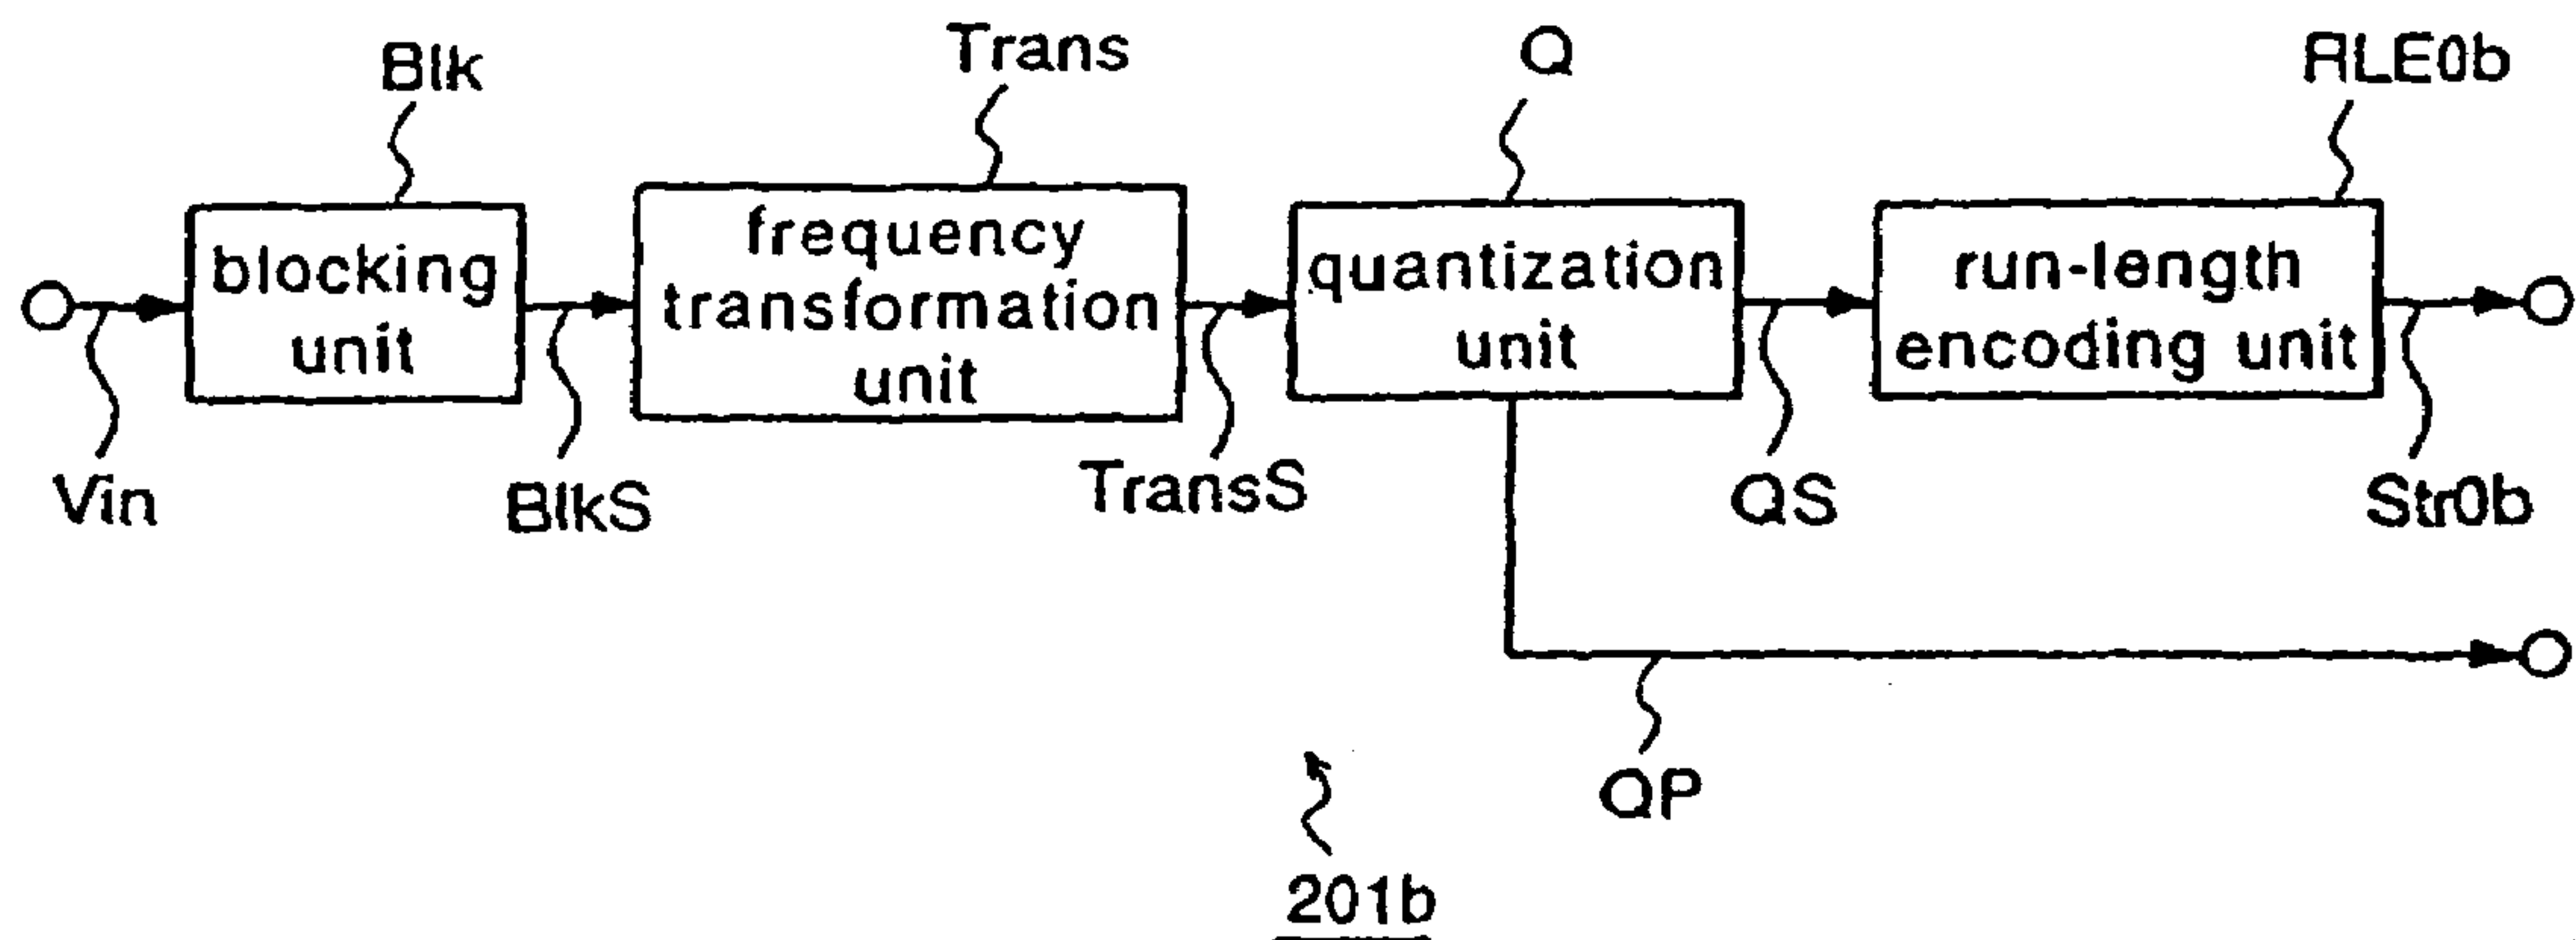 Blk
Trans
Q
RLE0b
blocking
unit
frequency
transformation
unit
quantization
unit
run-length
encoding unit
Vin
BlkS
TransS
QS
Str0b
QP
201b